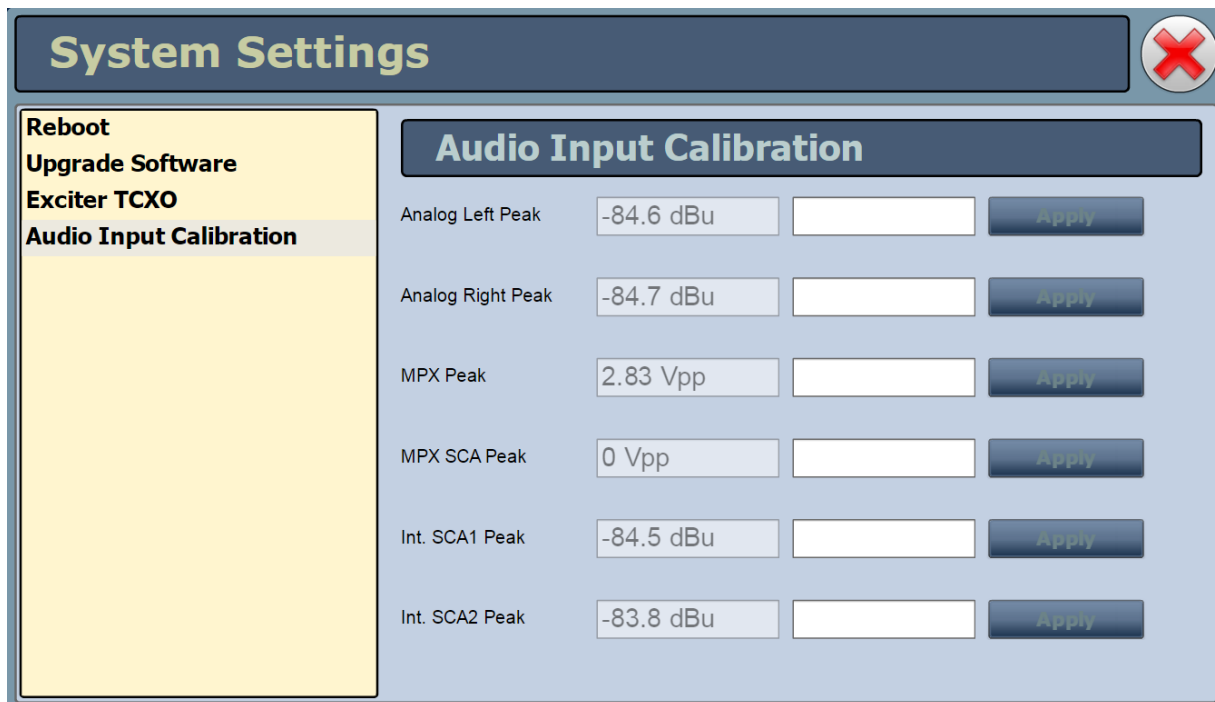 System Settings
Reboot
Upgrade Software
Exciter TCXO
Audio Input Calibration
Audio Input Calibration
Analog Left Peak -84.6 dBu Apply
Analog Right Peak -84.7 dBu Apply
MPX Peak 2.83 Vpp Apply
MPX SCA Peak 0 Vpp Apply
Int. SCA1 Peak -84.5 dBu Apply
Int. SCA2 Peak -83.8 dBu Apply